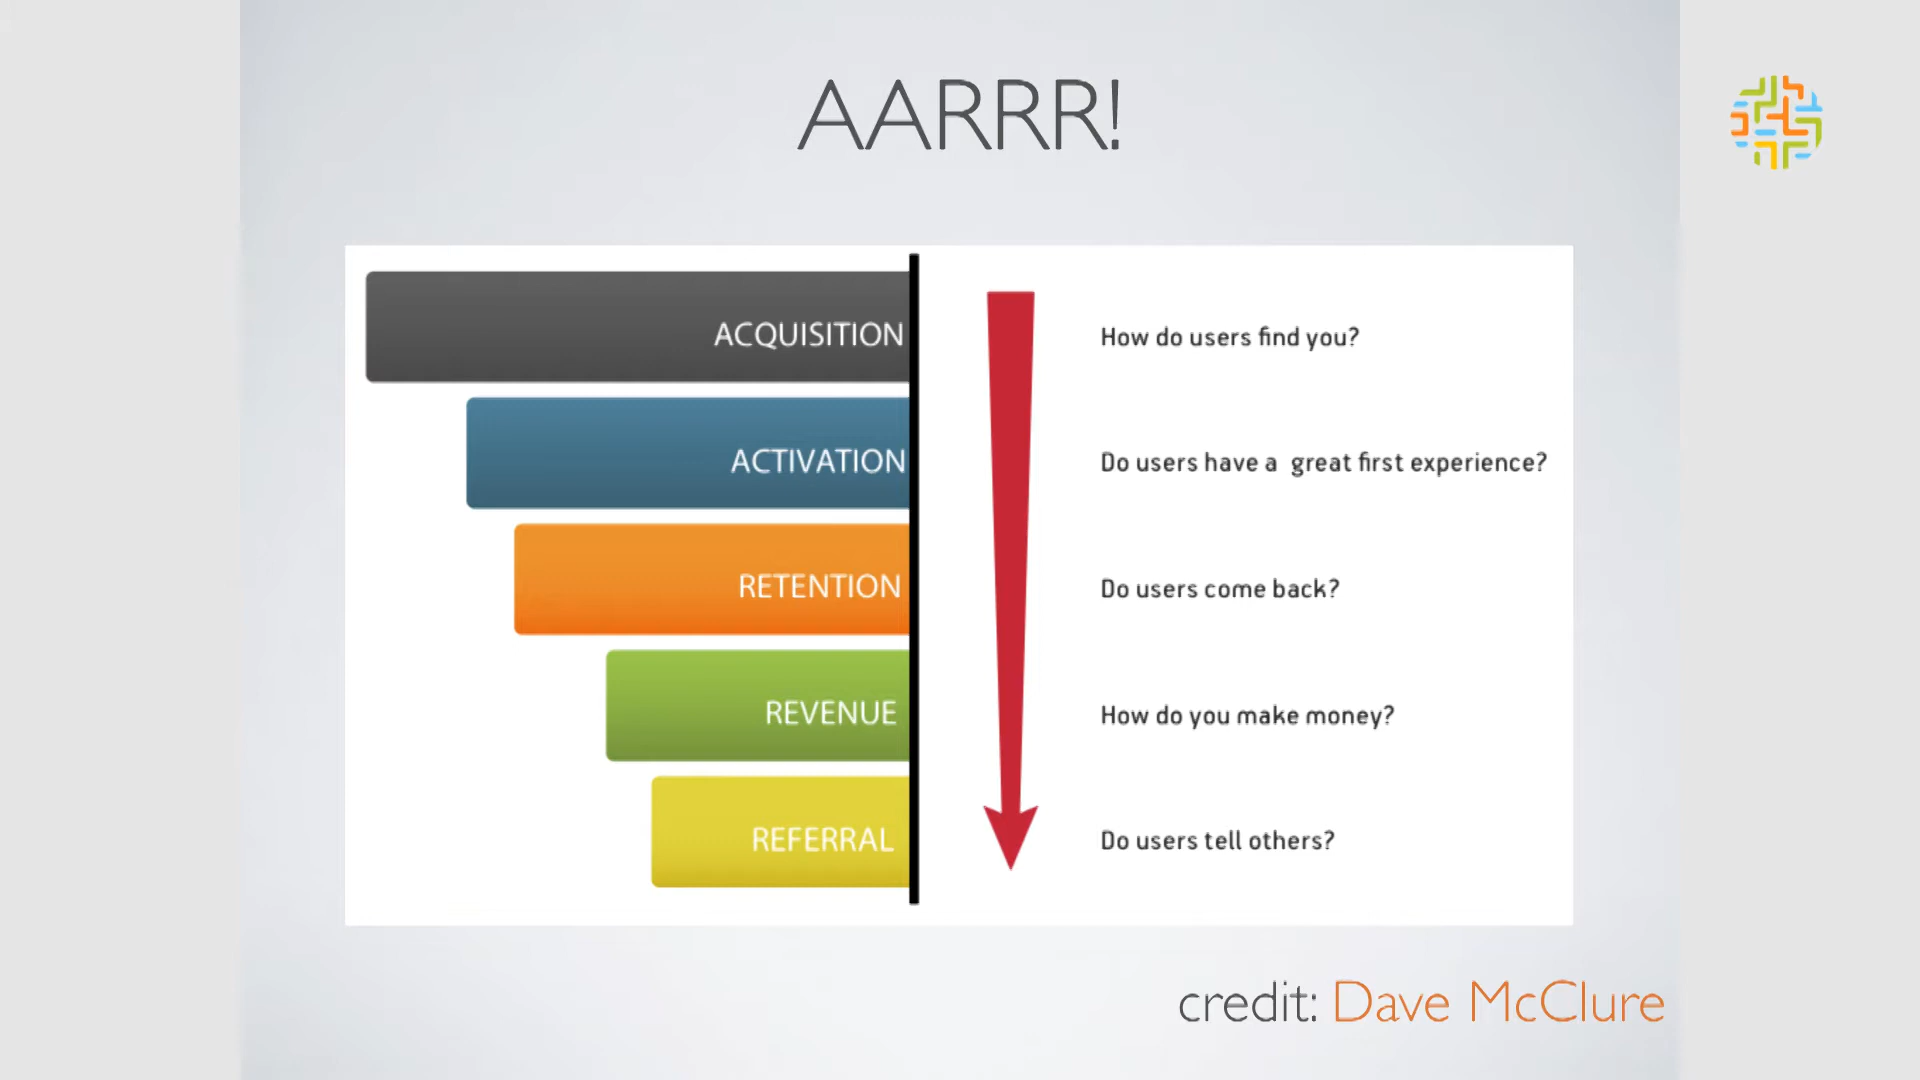 AARRR!
ACQUISITION
How do users find you?
ACTIVATION
Do users have a great first experience?
RETENTION
Do users come back?
REVENUE
How do you make money?
REFERRAL
Do users tell others?
credit: Dave McClure